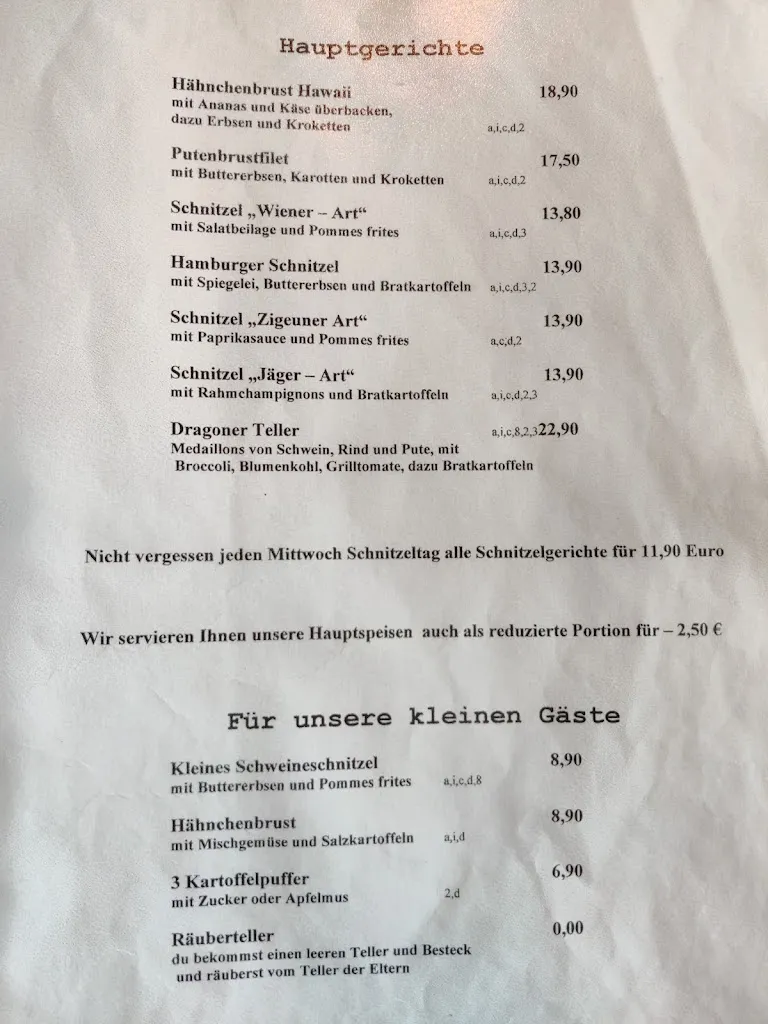 Hauptgerichte
Hähnchenbrust Hawaii 18,90
mit Ananas und Käse überbacken,
dazu Erbsen und Kroketten a,i,c,d,2
Putenbrustfilet 17,50
mit Buttererbsen, Karotten und Kroketten a,i,c,d,2
Schnitzel „Wiener – Art“ 13,80
mit Salatbeilage und Pommes frites a,i,c,d,3
Hamburger Schnitzel 13,90
mit Spiegelei, Buttererbsen und Bratkartoffeln a,i,c,d,3,2
Schnitzel „Zigeuner Art“ 13,90
mit Paprikasauce und Pommes frites a,c,d,2
Schnitzel „Jäger – Art“ 13,90
mit Rahmchampignons und Bratkartoffeln a,i,c,d,2,3
Dragoner Teller a,i,c,8,2,3 22,90
Medaillons von Schwein, Rind und Pute, mit
Broccoli, Blumenkohl, Grilltomate, dazu Bratkartoffeln
Nicht vergessen jeden Mittwoch Schnitzeltag alle Schnitzelgerichte für 11,90 Euro
Wir servieren Ihnen unsere Hauptspeisen auch als reduzierte Portion für – 2,50 €
Für unsere kleinen Gäste
Kleines Schweineschnitzel 8,90
mit Buttererbsen und Pommes frites a,i,c,d,8
Hähnchenbrust 8,90
mit Mischgemüse und Salzkartoffeln a,i,d
3 Kartoffelpuffer 6,90
mit Zucker oder Apfelmus 2,d
Räuberteller 0,00
du bekommst einen leeren Teller und Besteck
und räuberst vom Teller der Eltern